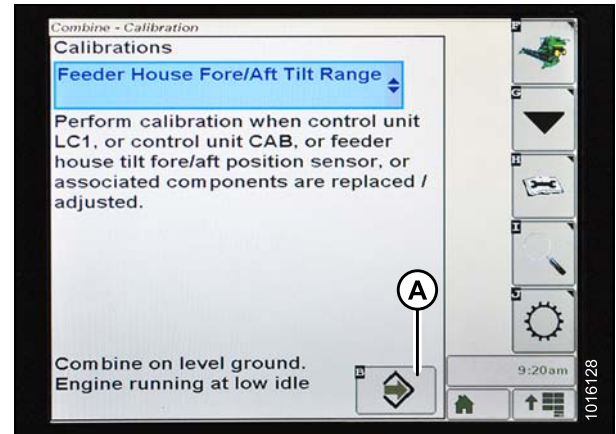 Combine - Calibration
Calibrations
Feeder House Fore/Aft Tilt Range
Perform calibration when control unit
LC1, or control unit CAB, or feeder
house tilt fore/aft position sensor, or
associated components are replaced /
adjusted.
Combine on level ground.
Engine running at low idle
A
B
F
G
H
I
J
9:20am
1016128